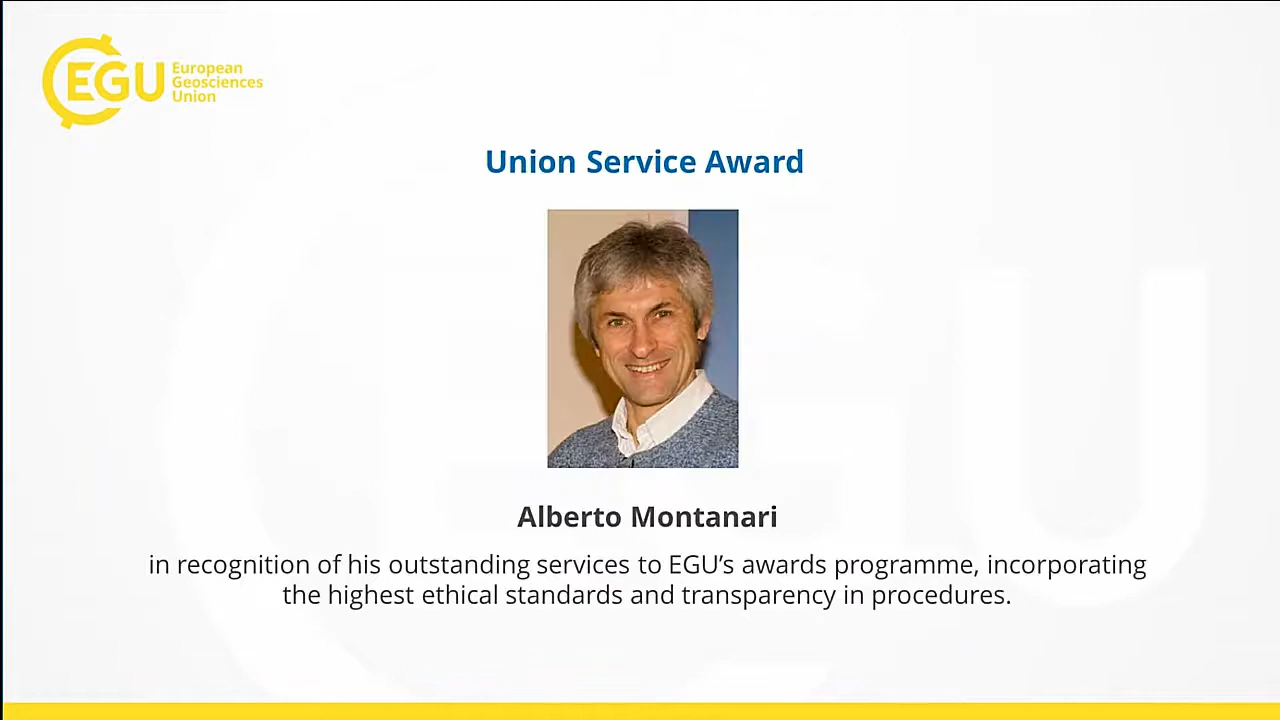 EGU
European
Geosciences
Union
Union Service Award
Alberto Montanari
in recognition of his outstanding services to EGU’s awards programme, incorporating
the highest ethical standards and transparency in procedures.